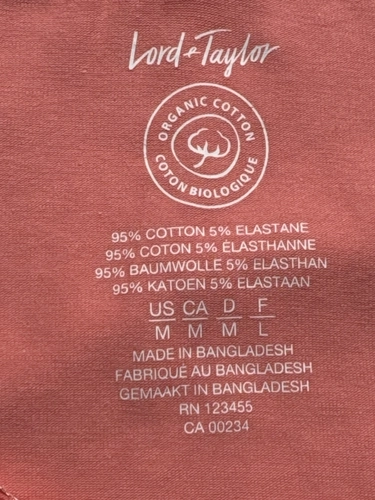 Lord & Taylor
ORGANIC COTTON
COTON BIOLOGIQUE
95% COTTON 5% ELASTANE
95% COTON 5% ÉLASTHANNE
95% BAUMWOLLE 5% ELASTHAN
95% KATOEN 5% ELASTAAN
US CA D F
M M M L
MADE IN BANGLADESH
FABRIQUÉ AU BANGLADESH
GEMAAKT IN BANGLADESH
RN 123455
CA 00234